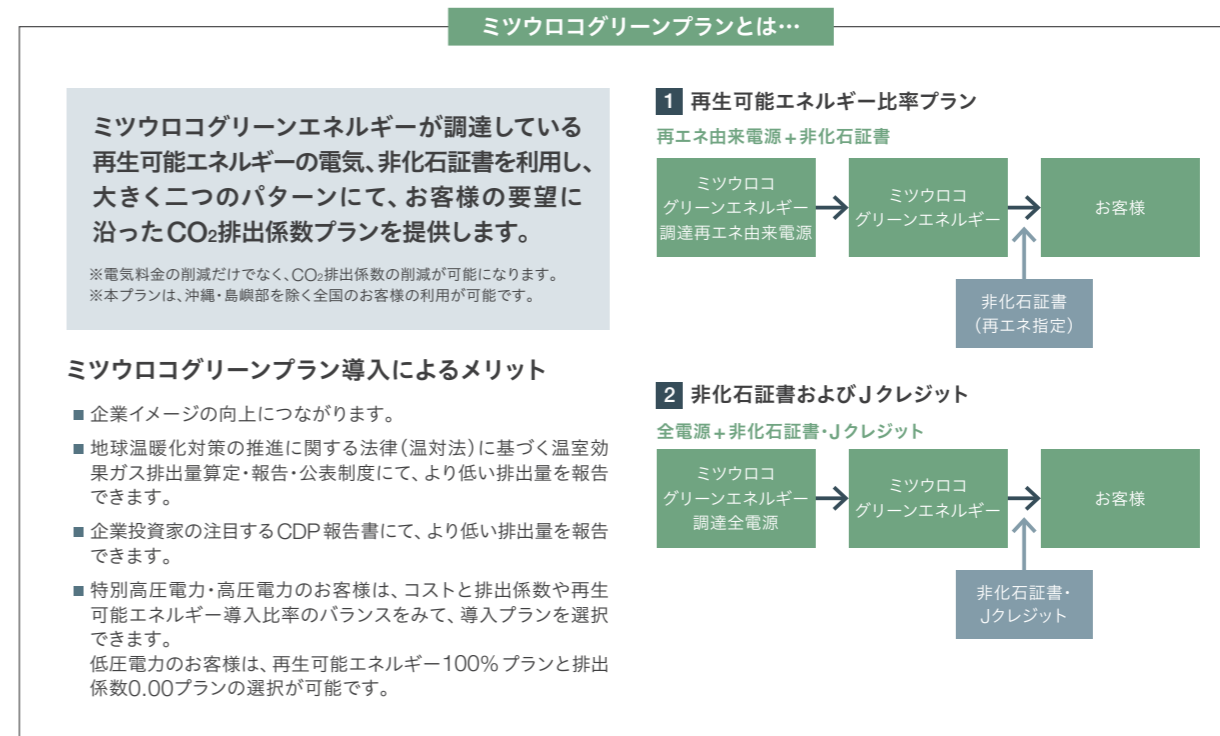 ミツウロコグリーンプランとは…
ミツウロコグリーンエネルギーが調達している
再生可能エネルギーの電気、非化石証書を利用し、
大きく二つのパターンにて、お客様の要望に
沿ったCO₂排出係数プランを提供します。
※電気料金の削減だけでなく、CO₂排出係数の削減が可能になります。
※本プランは、沖縄・島嶼部を除く全国のお客様の利用が可能です。
ミツウロコグリーンプラン導入によるメリット
■企業イメージの向上につながります。
■地球温暖化対策の推進に関する法律(温対法)に基づく温室効
果ガス排出量算定・報告・公表制度にて、より低い排出量を報告
できます。
■企業投資家の注目するCDP報告書にて、より低い排出量を報告
できます。
■特別高圧電力・高圧電力のお客様は、コストと排出係数や再生
可能エネルギー導入比率のバランスをみて、導入プランを選択
できます。
低圧電力のお客様は、再生可能エネルギー100%プランと排出
係数0.00プランの選択が可能です。
1 再生可能エネルギー比率プラン
再エネ由来電源+非化石証書
ミツウロコ
グリーンエネルギー
調達再エネ由来電源
ミツウロコ
グリーンエネルギー
お客様
非化石証書
(再エネ指定)
2 非化石証書およびJクレジット
全電源+非化石証書・Jクレジット
ミツウロコ
グリーンエネルギー
調達全電源
ミツウロコ
グリーンエネルギー
お客様
非化石証書・
Jクレジット